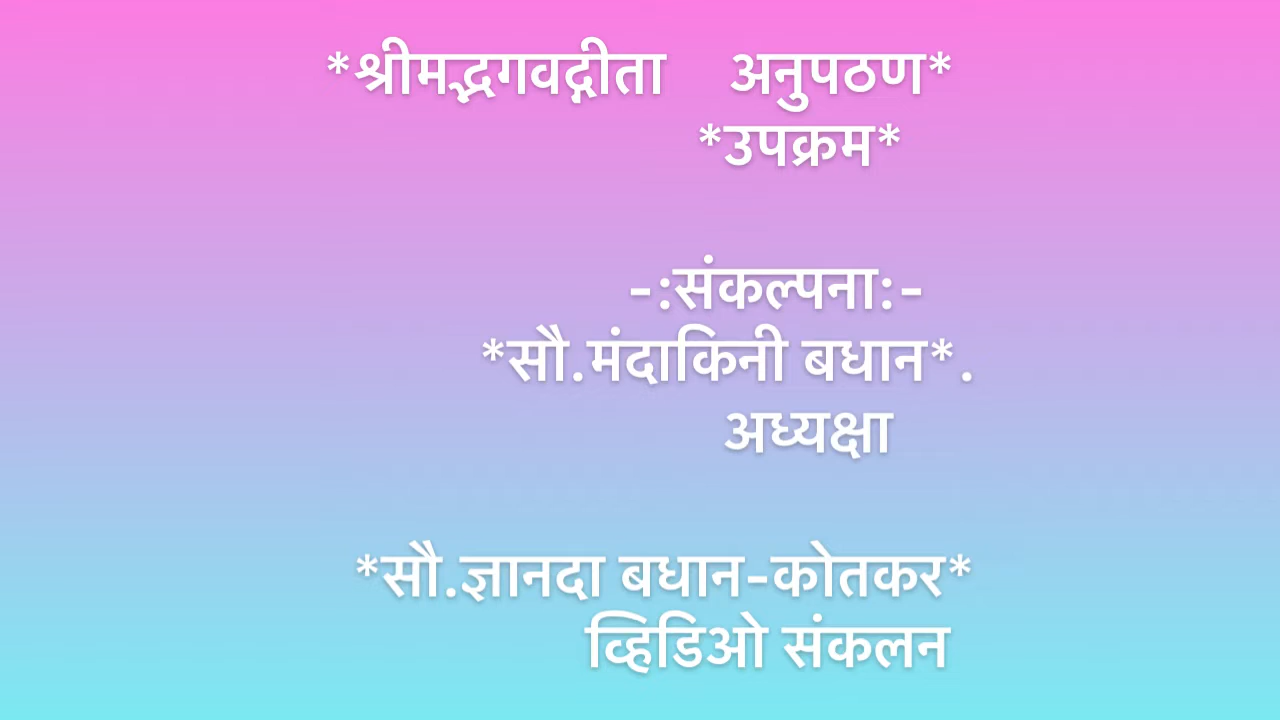 *श्रीमद्भगवद्गीता अनुपठण*
*उपक्रम*
-:संकल्पना:-
*सौ.मंदाकिनी बधान*.
अध्यक्षा
*सौ.ज्ञानदा बधान-कोतकर*
व्हिडिओ संकलन